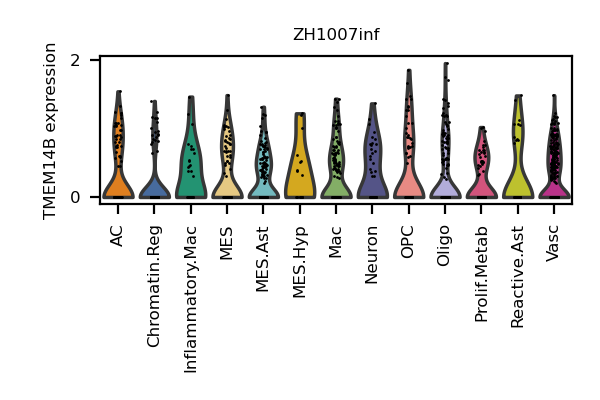 ZH1007inf
TMEM14B expression
2
0
AC
Chromatin.Reg
Inflammatory.Mac
MES
MES.Ast
MES.Hyp
Mac
Neuron
OPC
Oligo
Prolif.Metab
Reactive.Ast
Vasc